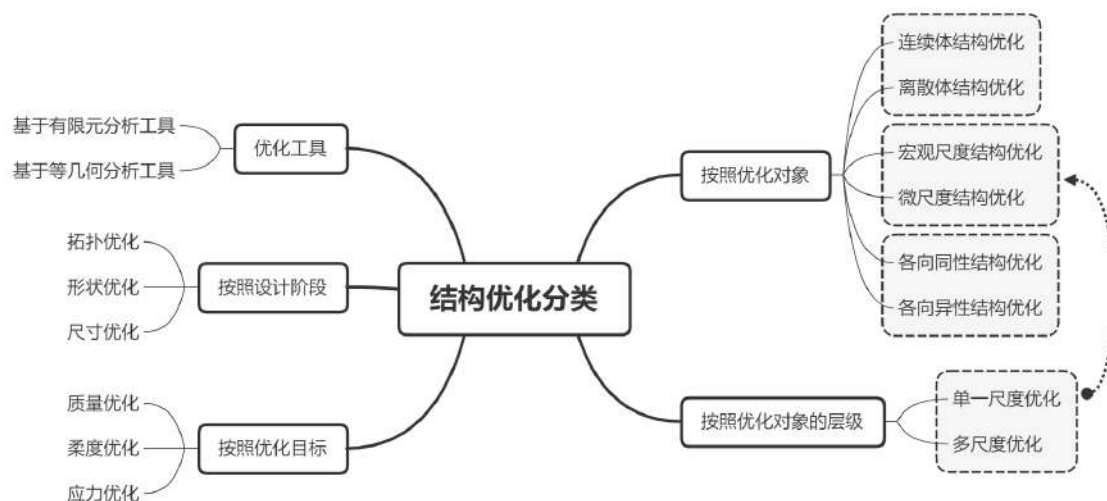 结构优化分类
优化工具
基于有限元分析工具
基于等几何分析工具
按照设计阶段
拓扑优化
形状优化
尺寸优化
按照优化目标
质量优化
柔度优化
应力优化
按照优化对象
连续体结构优化
离散体结构优化
宏观尺度结构优化
微尺度结构优化
各向同性结构优化
各向异性结构优化
按照优化对象的层级
单一尺度优化
多尺度优化